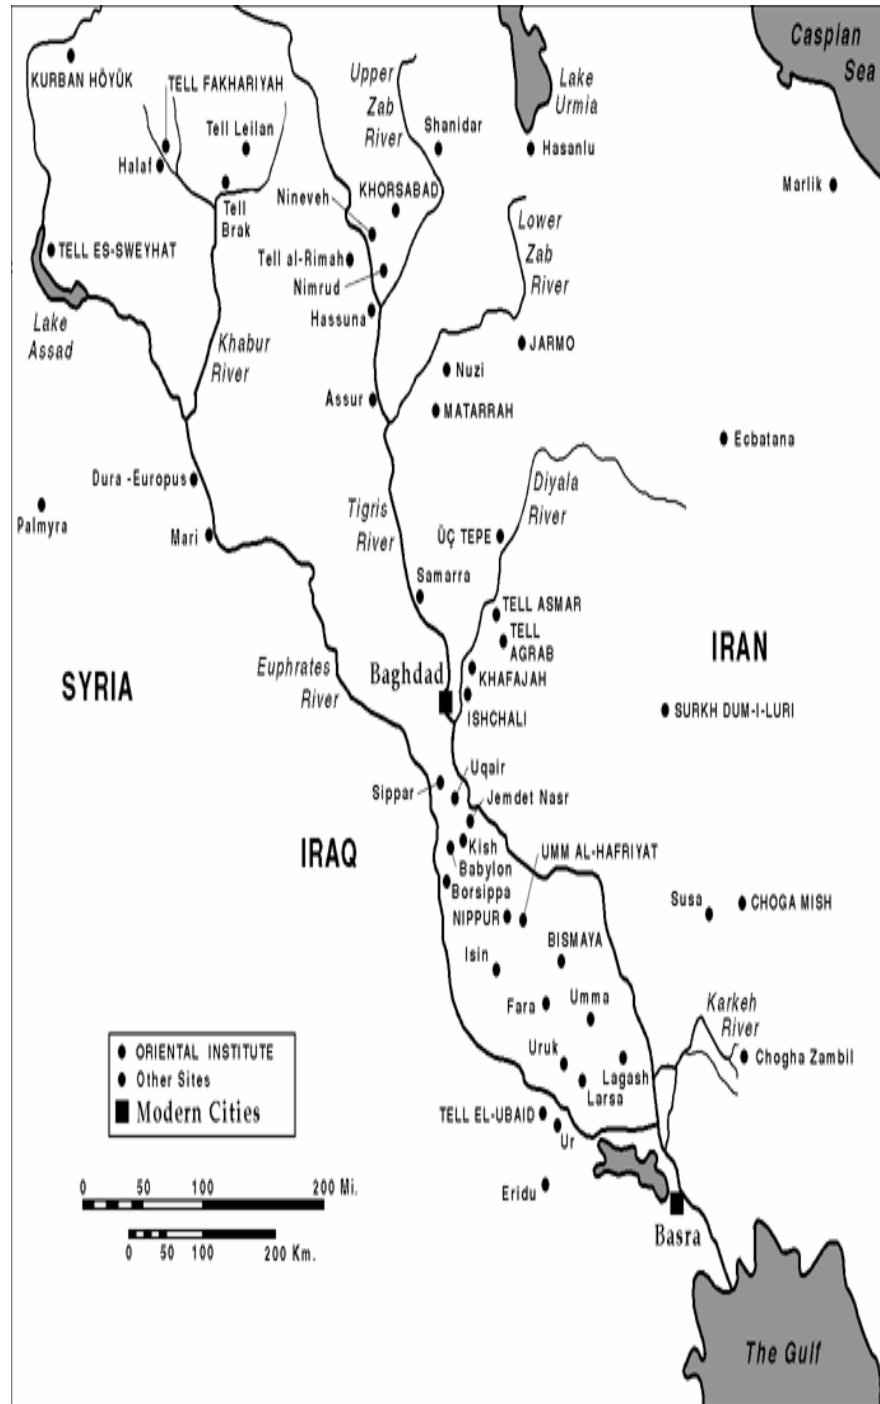 Caspian
Sea
KURBAN HÖYÜK
TELL FAKHARIYAH
Upper
Zab
River
Lake
Urmia
Tell Leilan
Shanidar
Hasanlu
Halaf
Marlik
Nineveh
KHORSABAD
Tell
Brak
Lower
Zab
River
TELL ES-SWEYHAT
Tell al-Rimah
Nimrud
Hassuna
Lake
Assad
Khabur
River
JARMO
Nuzi
Assur
MATARRAH
Ecbatana
Dura -Europus
Diyala
River
Palmyra
Mari
Tigris
River
ÜÇ TEPE
Samarra
TELL ASMAR
TELL
AGRAB
IRAN
Euphrates
River
Baghdad
KHAFAJAH
SYRIA
ISHCHALI
SURKH DUM-I-LURI
Uqair
Sippar
Jemdet Nasr
IRAQ
Kish
UMM AL-HAFRIYAT
Babylon
Borsippa
Susa
CHOGA MISH
NIPPUR
BISMAYA
Isin
Fara
Umma
Karkeh
River
Uruk
Chogha Zambil
Lagash
Larsa
ORIENTAL INSTITUTE
Other Sites
Modern Cities
TELL EL-UBAID
Ur
Eridu
0 50 100 200 Mi.
0 50 100 200 Km.
Basra
The Gulf